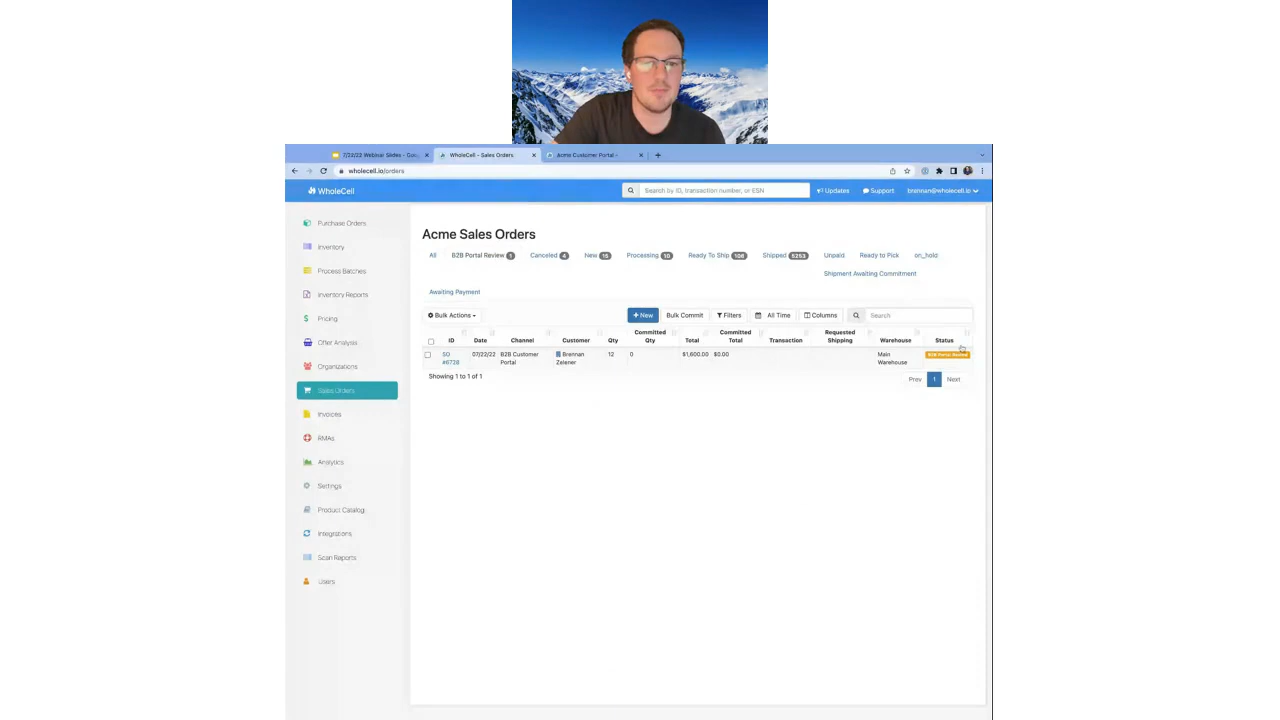 7/22/22 Webinar Slides - Goo
WholeCell - Sales Orders
Acme Customer Portal -
wholecell.io/orders
WholeCell
Search by ID, transaction number, or ESN
Updates
Support
brennan@wholecell.io
Purchase Orders
Inventory
Process Batches
Inventory Reports
Pricing
Offer Analysis
Organizations
Sales Orders
Invoices
RMAs
Analytics
Settings
Product Catalog
Integrations
Scan Reports
Users
Acme Sales Orders
All B2B Portal Review 1 Canceled 4 New 15 Processing 10 Ready To Ship 108 Shipped 5253 Unpaid Ready to Pick on_hold
Shipment Awaiting Commitment
Awaiting Payment
Bulk Actions
+ New Bulk Commit Filters All Time Columns Search
ID Date Channel Customer Qty Committed Qty Total Committed Total Transaction Requested Shipping Warehouse Status
SO #6728 07/22/22 B2B Customer Portal Brennan Zelener 12 0 $1,600.00 $0.00 Main Warehouse B2B Portal Review
Showing 1 to 1 of 1
Prev 1 Next